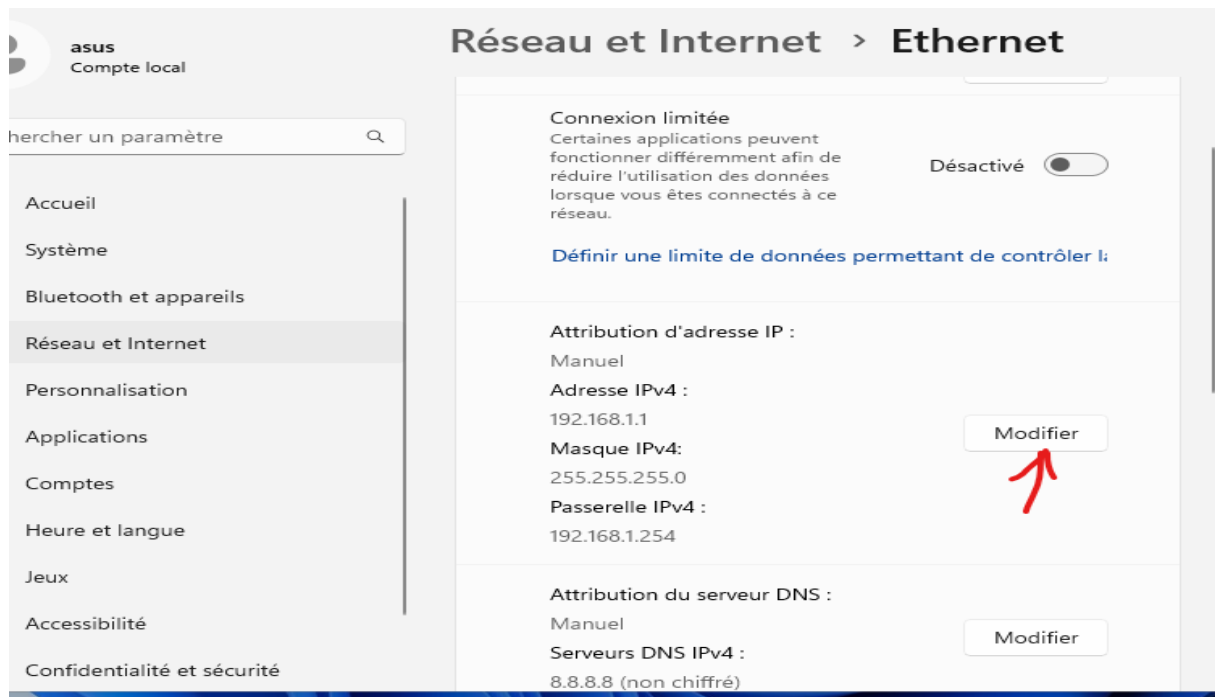 asus
Compte local
hercher un paramètre
Accueil
Système
Bluetooth et appareils
Réseau et Internet
Personnalisation
Applications
Comptes
Heure et langue
Jeux
Accessibilité
Confidentialité et sécurité
Réseau et Internet > Ethernet
Connexion limitée
Certaines applications peuvent
fonctionner différemment afin de
réduire l'utilisation des données
lorsque vous êtes connectés à ce
réseau.
Désactivé
Définir une limite de données permettant de contrôler la
Attribution d'adresse IP :
Manuel
Adresse IPv4 :
192.168.1.1
Masque IPv4:
255.255.255.0
Passerelle IPv4 :
192.168.1.254
Modifier
Attribution du serveur DNS :
Manuel
Serveurs DNS IPv4 :
8.8.8.8 (non chiffré)
Modifier